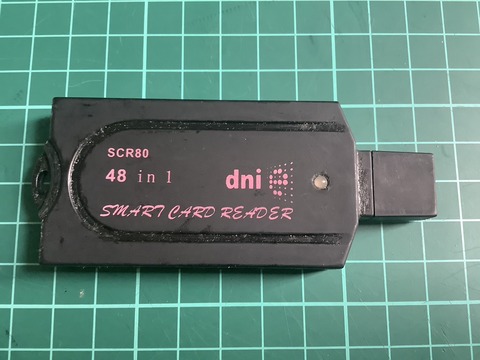 SCR80
48 in 1
dni
SMART CARD READER